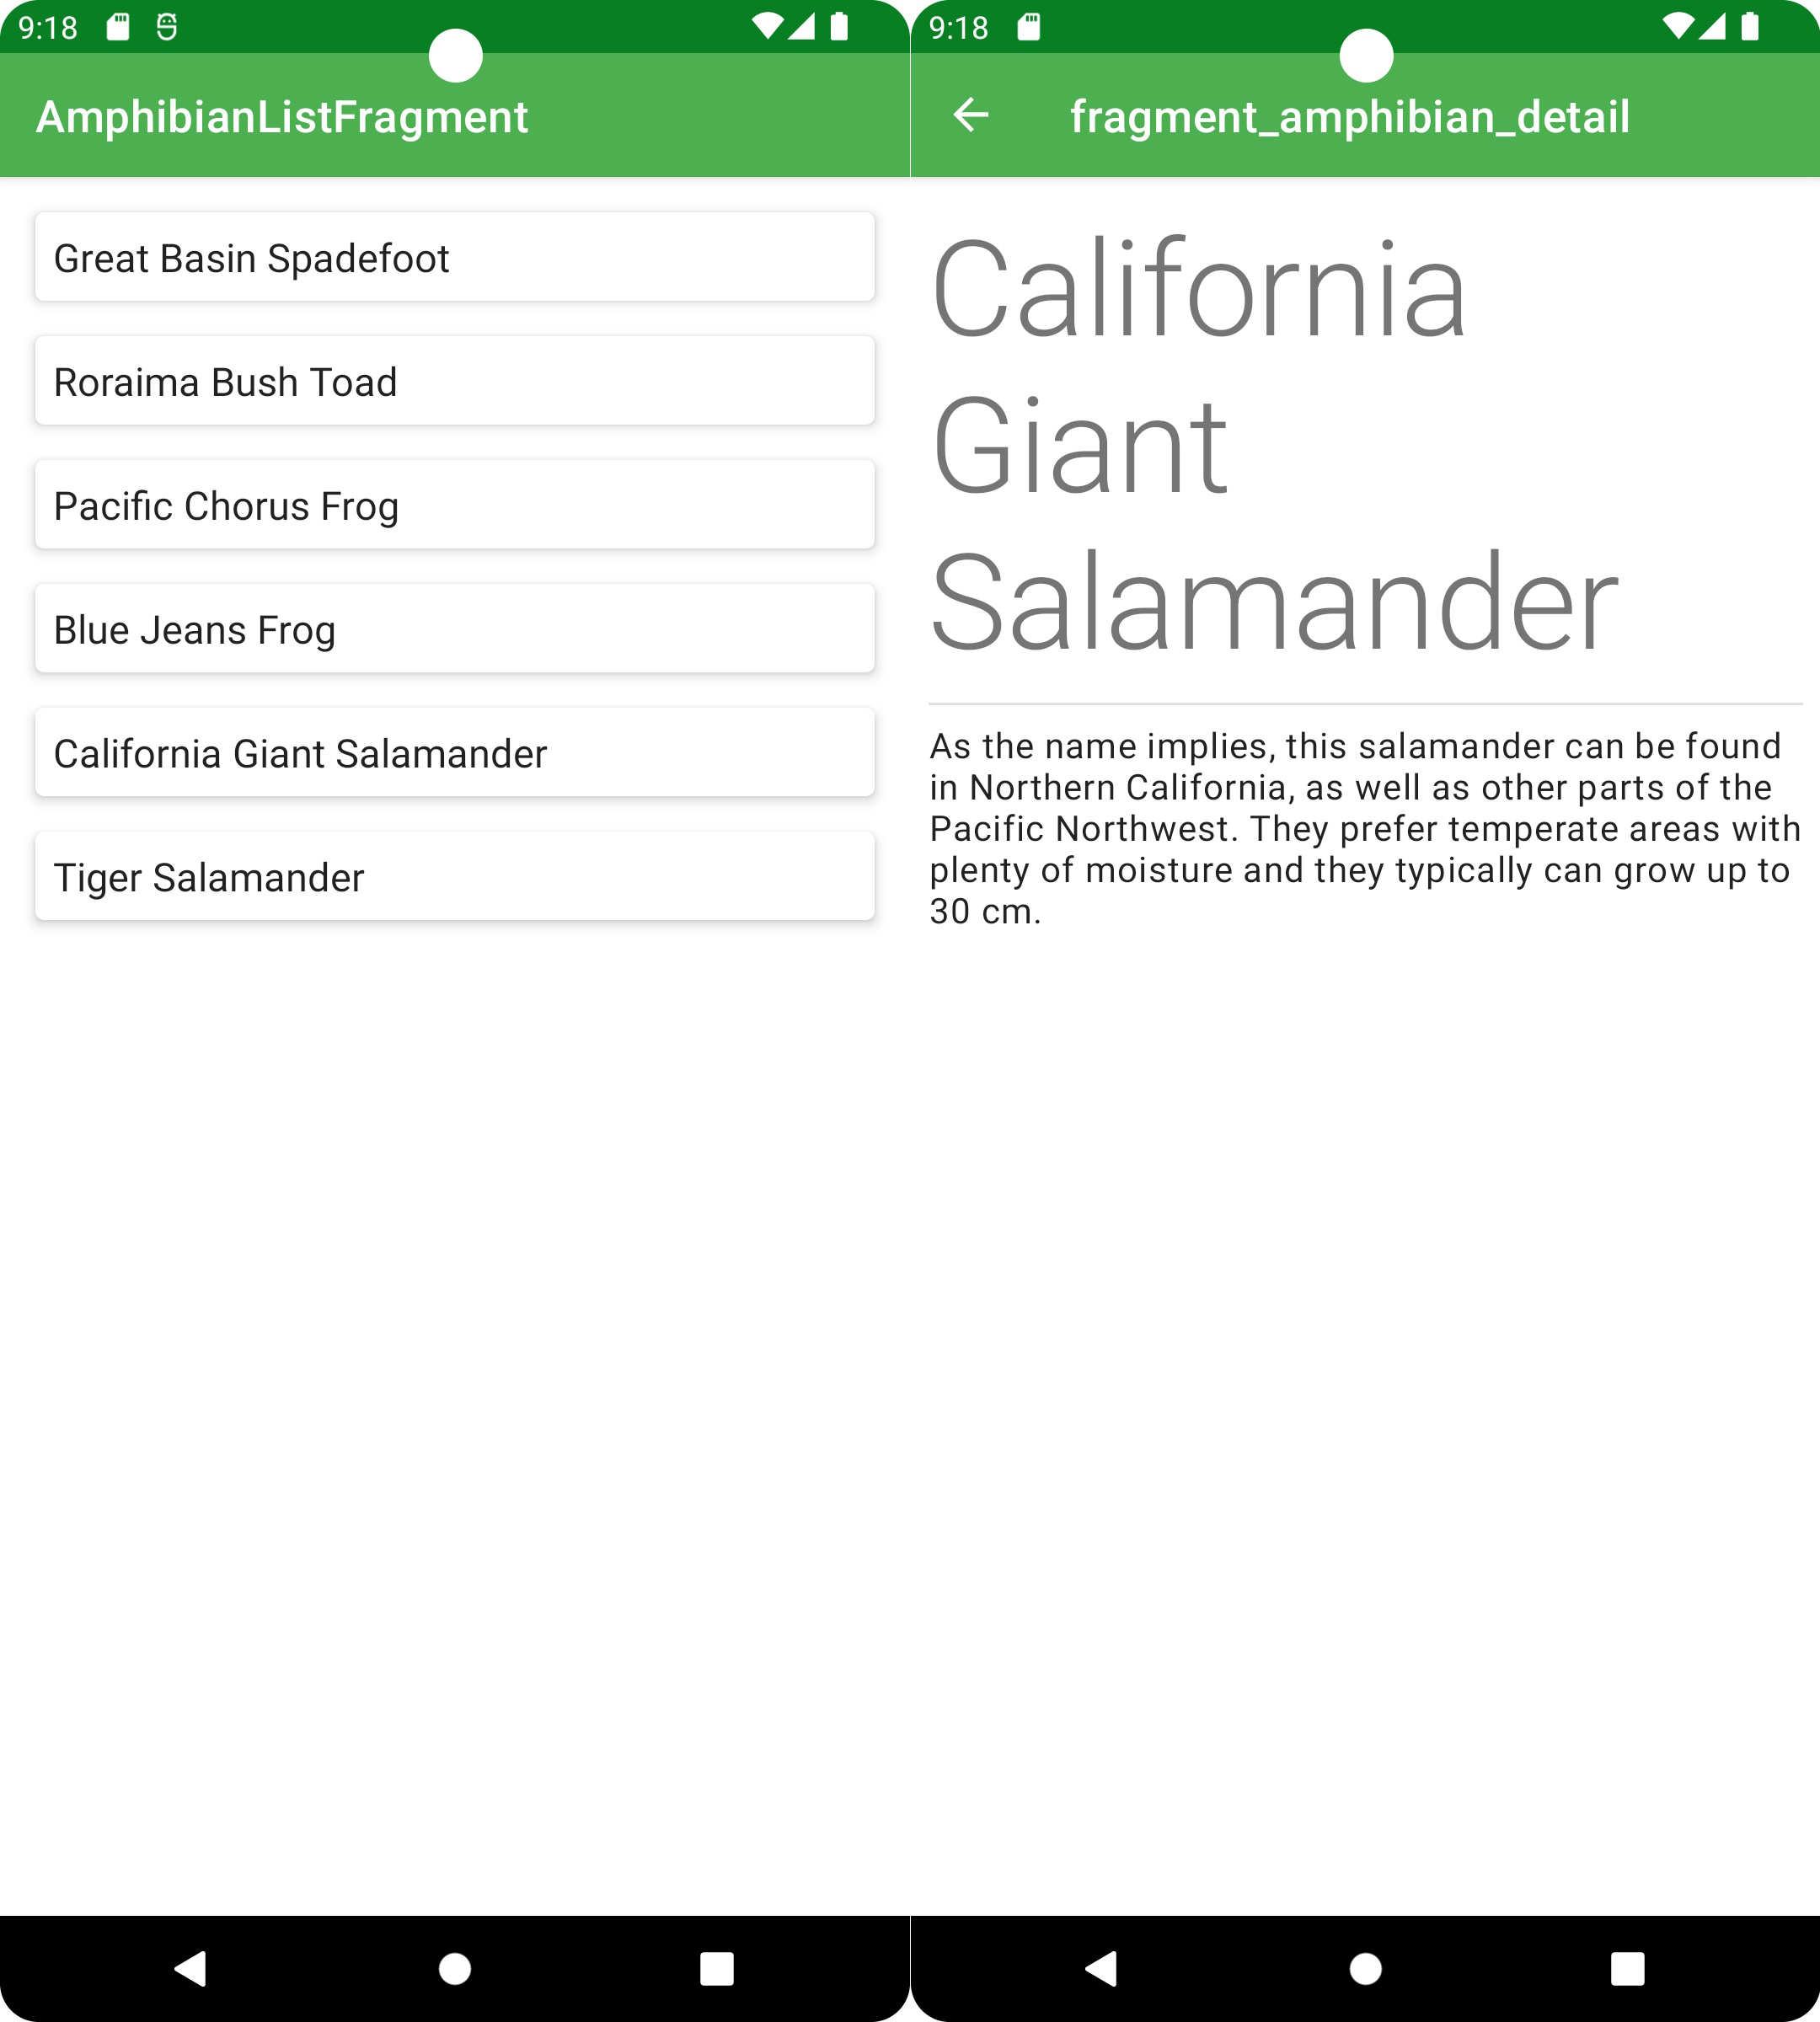 9:18
AmphibianListFragment
Great Basin Spadefoot
Roraima Bush Toad
Pacific Chorus Frog
Blue Jeans Frog
California Giant Salamander
Tiger Salamander
9:18
fragment_amphibian_detail
California
Giant
Salamander
As the name implies, this salamander can be found
in Northern California, as well as other parts of the
Pacific Northwest. They prefer temperate areas with
plenty of moisture and they typically can grow up to
30 cm.